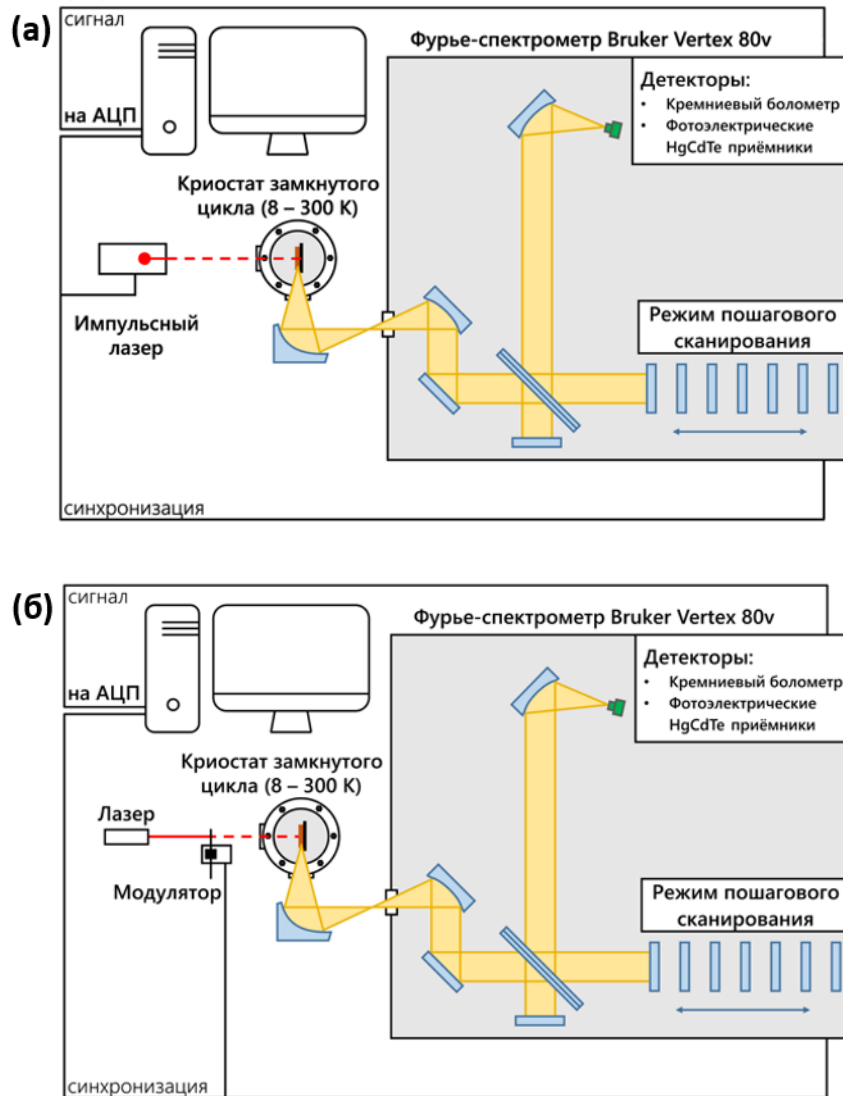 (а)
сигнал
Фурье-спектрометр Bruker Vertex 80v
на АЦП
Детекторы:
• Кремниевый болометр
• Фотоэлектрические
HgCdTe приёмники
Криостат замкнутого
цикла (8 – 300 К)
Импульсный
лазер
Режим пошагового
сканирования
синхронизация
(б)
сигнал
Фурье-спектрометр Bruker Vertex 80v
на АЦП
Детекторы:
• Кремниевый болометр
• Фотоэлектрические
HgCdTe приёмники
Криостат замкнутого
цикла (8 – 300 К)
Лазер
Модулятор
Режим пошагового
сканирования
синхронизация